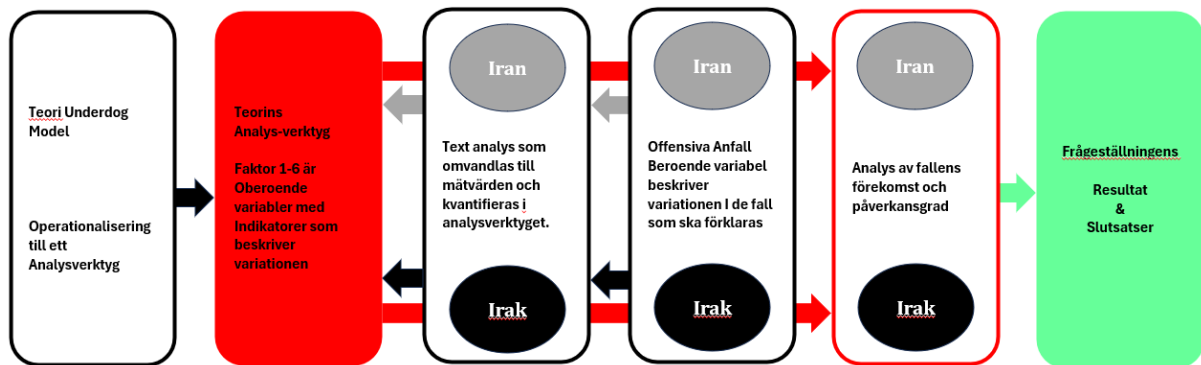 Teori Underdog
Model
Operationalisering
till ett
Analysverktyg
Teorins
Analys-verktyg
Faktor 1-6 är
Oberoende
variabler med
Indikatorer som
beskriver
variationen
Iran
Text analys som
omvandlas till
mätvärden och
kvantifieras i
analysverktyget.
Irak
Iran
Offensiva Anfall
Beroende variabel
beskriver
variationen I de fall
som ska förklaras
Irak
Iran
Analys av fallens
förekomst och
påverkansgrad
Irak
Frågeställningens
Resultat
&
Slutsatser